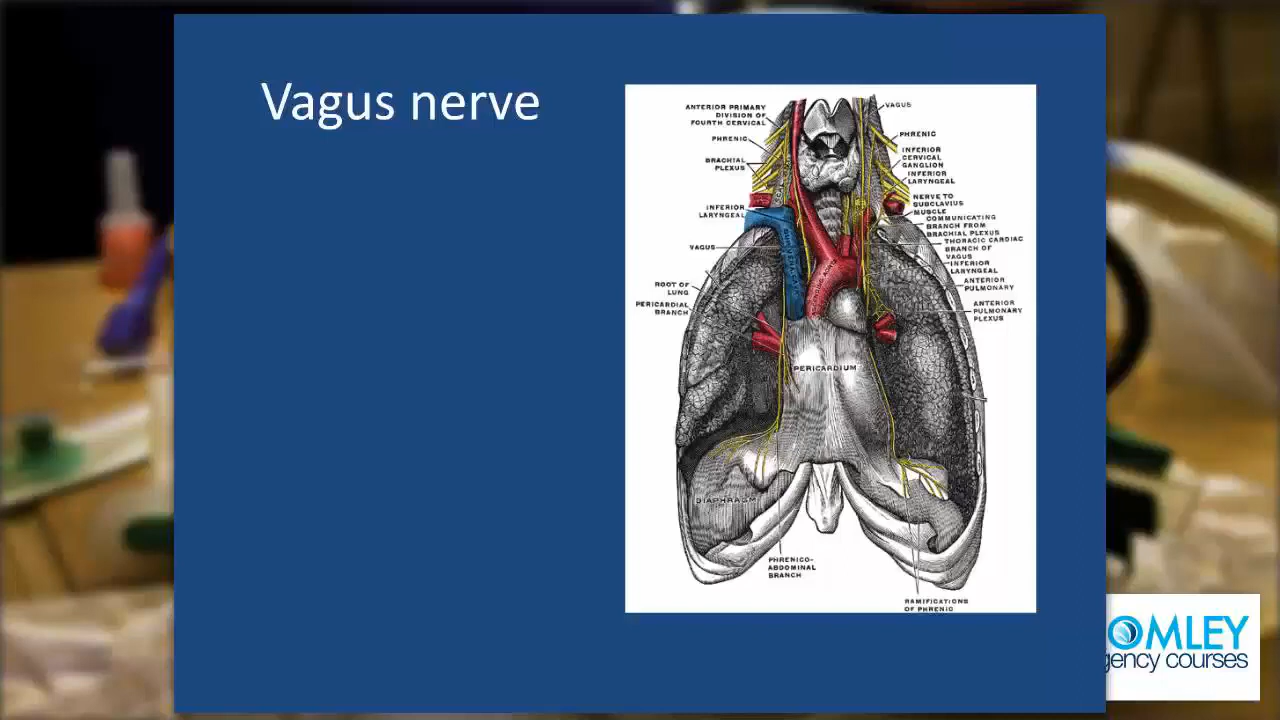 Vagus nerve
ANTERIOR PRIMARY
DIVISION OF
FOURTH CERVICAL
PHRENIC
BRACHIAL
PLEXUS
INFERIOR
LARYNGEAL
VAGUS
ROOT OF
LUNG
PERICARDIAL
BRANCH
VAGUS
PHRENIC
INFERIOR
CERVICAL
GANGLION
INFERIOR
LARYNGEAL
NERVE TO
SUBCLAVIUS
MUSCLE
COMMUNICATING
BRANCH FROM
BRACHIAL PLEXUS
THORACIC CARDIAC
BRANCH OF
VAGUS
INFERIOR
LARYNGEAL
ANTERIOR
PULMONARY
ANTERIOR
PULMONARY
PLEXUS
PERICARDIUM
DIAPHRAGM
PHRENICO-
ABDOMINAL
BRANCH
RAMIFICATIONS
OF PHRENIC
OMLEY
gency courses